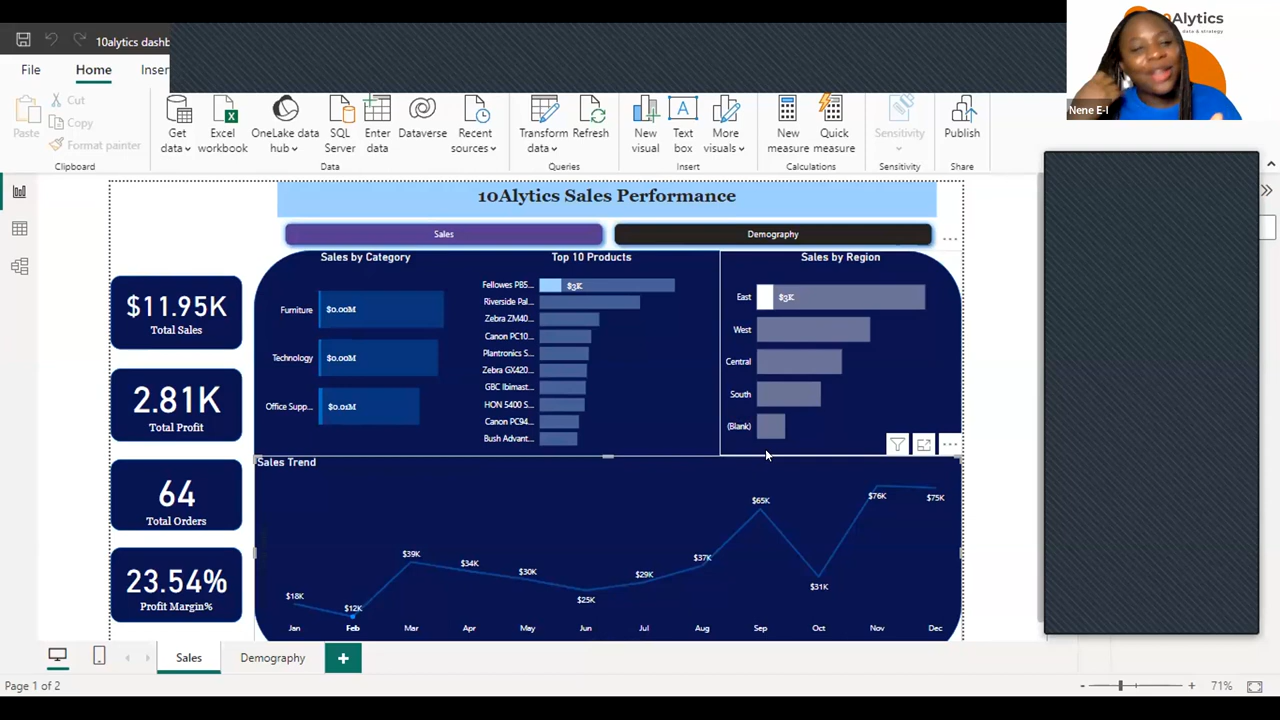 10alytics dashb
10Alytics
data & strategy
Nene E-I
File
Home
Inser
Paste
Cut
Copy
Format painter
Clipboard
Get data
Excel workbook
OneLake data hub
SQL Server
Enter data
Dataverse
Recent sources
Data
Transform data
Refresh
Queries
New visual
Text box
More visuals
Insert
New measure
Quick measure
Calculations
Sensitivity
Sensitivity
Publish
Share
10Alytics Sales Performance
Sales
Demography
$11.95K
Total Sales
2.81K
Total Profit
64
Total Orders
23.54%
Profit Margin%
Sales by Category
Furniture
$0.00M
Technology
$0.00M
Office Supp...
$0.01M
Top 10 Products
Fellowes PB5...
$3K
Riverside Pal...
Zebra ZM40...
Canon PC10...
Plantronics S...
Zebra GX420...
GBC Ibimast...
HON 5400 S...
Canon PC94...
Bush Advant...
Sales by Region
East
$3K
West
Central
South
(Blank)
Sales Trend
$18K
$12K
$39K
$34K
$30K
$25K
$29K
$37K
$65K
$31K
$76K
$75K
Jan Feb Mar Apr May Jun Jul Aug Sep Oct Nov Dec
Sales
Demography
Page 1 of 2
71%